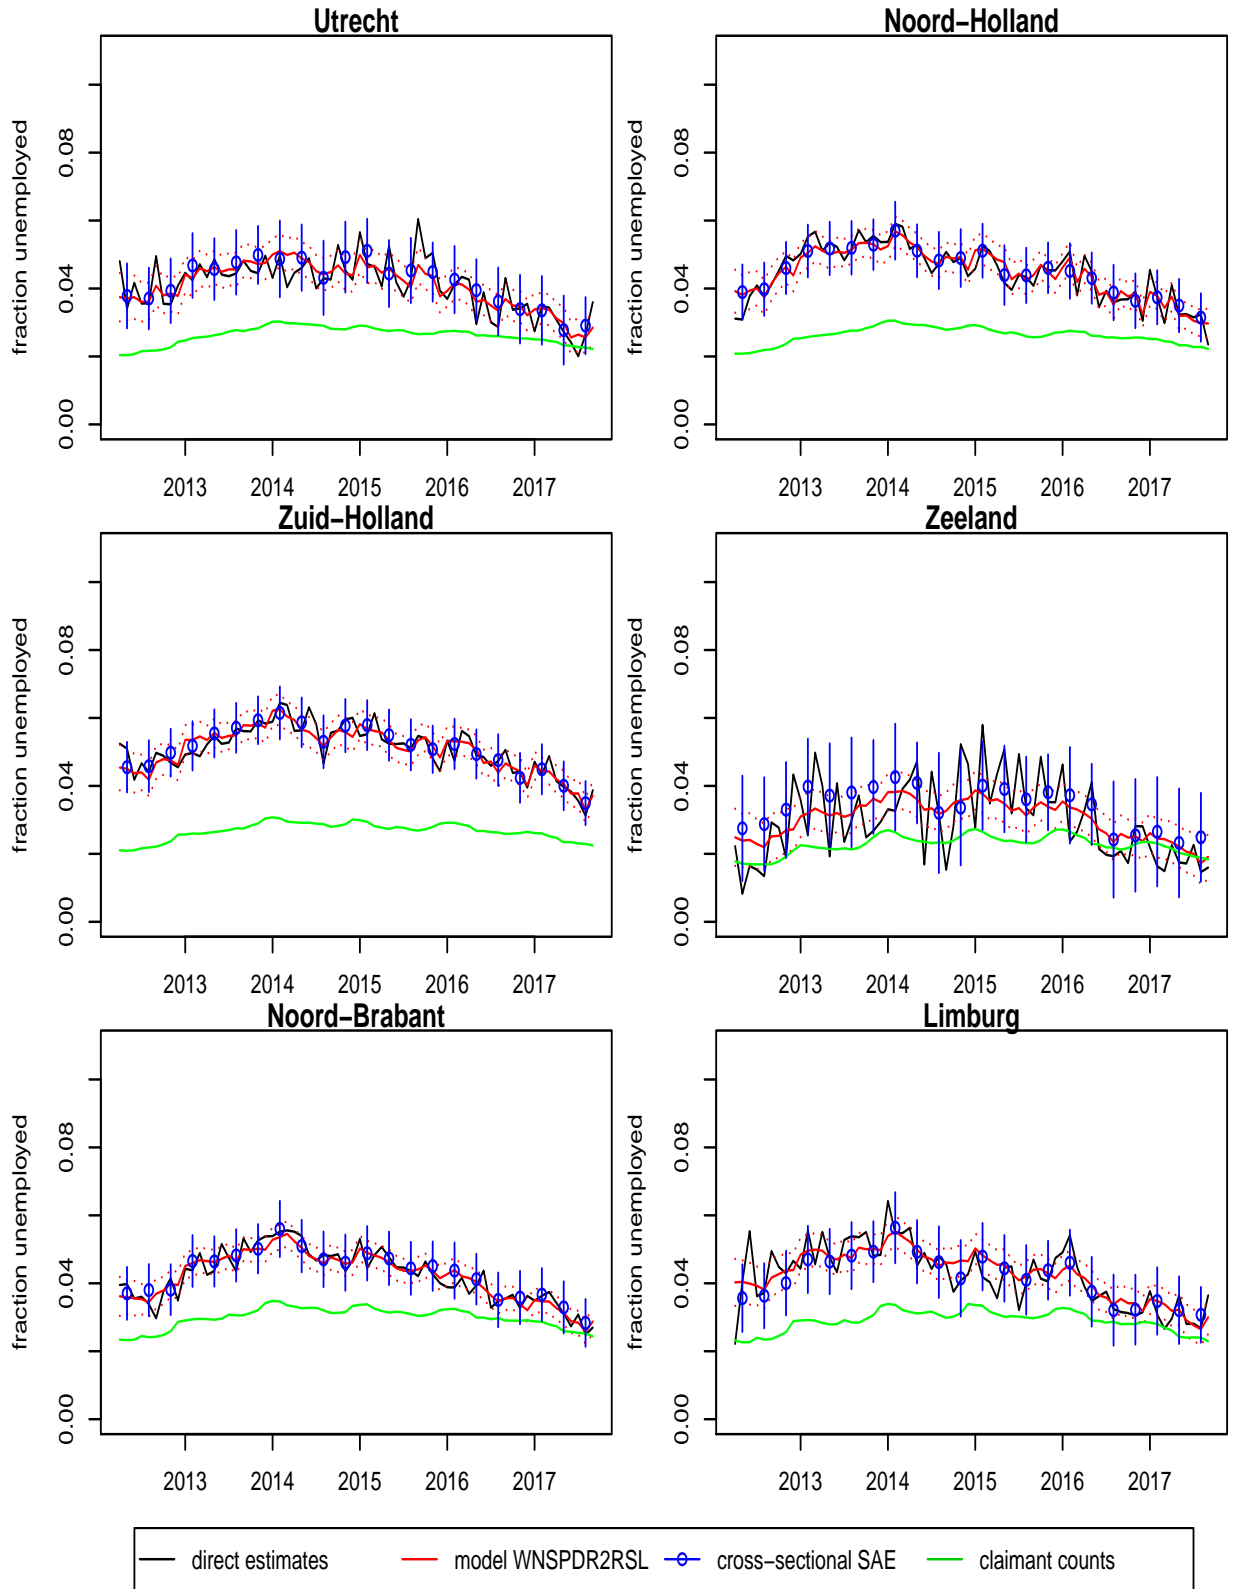 Utrecht
fraction unemployed
0.00 0.04 0.08
2013 2014 2015 2016 2017
Noord−Holland
fraction unemployed
0.00 0.04 0.08
2013 2014 2015 2016 2017
Zuid−Holland
fraction unemployed
0.00 0.04 0.08
2013 2014 2015 2016 2017
Zeeland
fraction unemployed
0.00 0.04 0.08
2013 2014 2015 2016 2017
Noord−Brabant
fraction unemployed
0.00 0.04 0.08
2013 2014 2015 2016 2017
Limburg
fraction unemployed
0.00 0.04 0.08
2013 2014 2015 2016 2017
direct estimates model WNSPDR2RSL cross−sectional SAE claimant counts